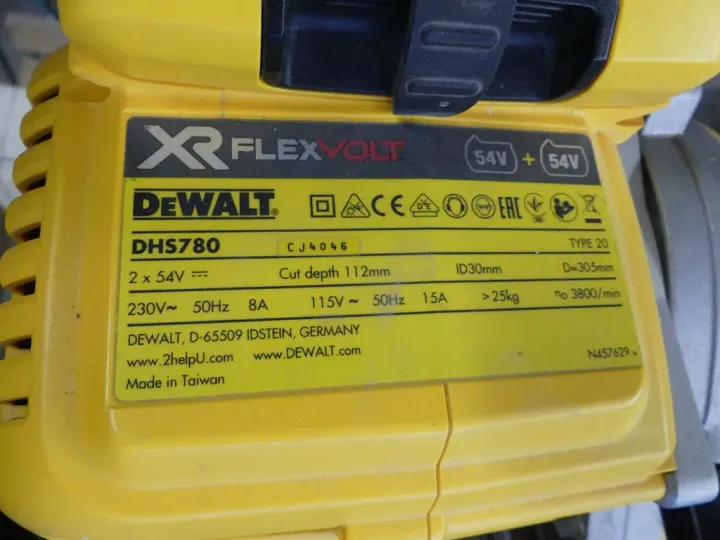 XR FLEXVOLT 54V + 54V
DEWALT® CE EAC
DHS780 CJ4046 TYPE 20
2 x 54V ⎓ Cut depth 112mm ID30mm D=305mm
230V~ 50Hz 8A 115V~ 50Hz 15A >25kg n₀ 3800/min
DEWALT, D-65509 IDSTEIN, GERMANY
www.2helpU.com www.DEWALT.com N457629
Made in Taiwan